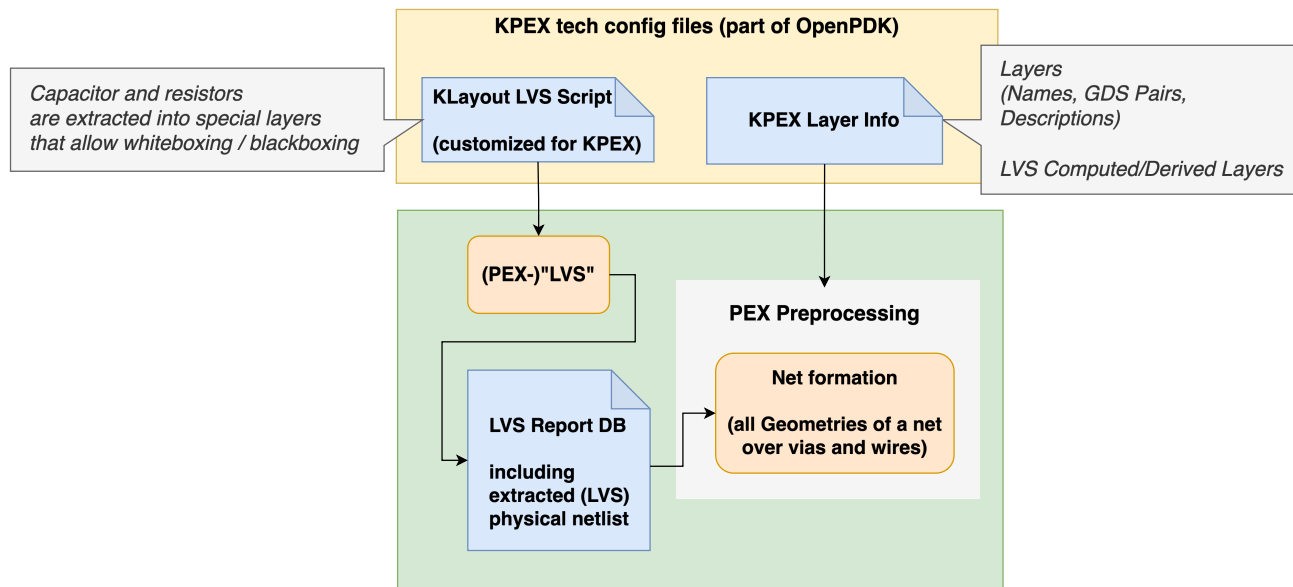 KPEX tech config files (part of OpenPDK)
Capacitor and resistors
are extracted into special layers
that allow whiteboxing / blackboxing
KLayout LVS Script
(customized for KPEX)
KPEX Layer Info
Layers
(Names, GDS Pairs,
Descriptions)
LVS Computed/Derived Layers
(PEX-)"LVS"
PEX Preprocessing
Net formation
(all Geometries of a net
over vias and wires)
LVS Report DB
including
extracted (LVS)
physical netlist